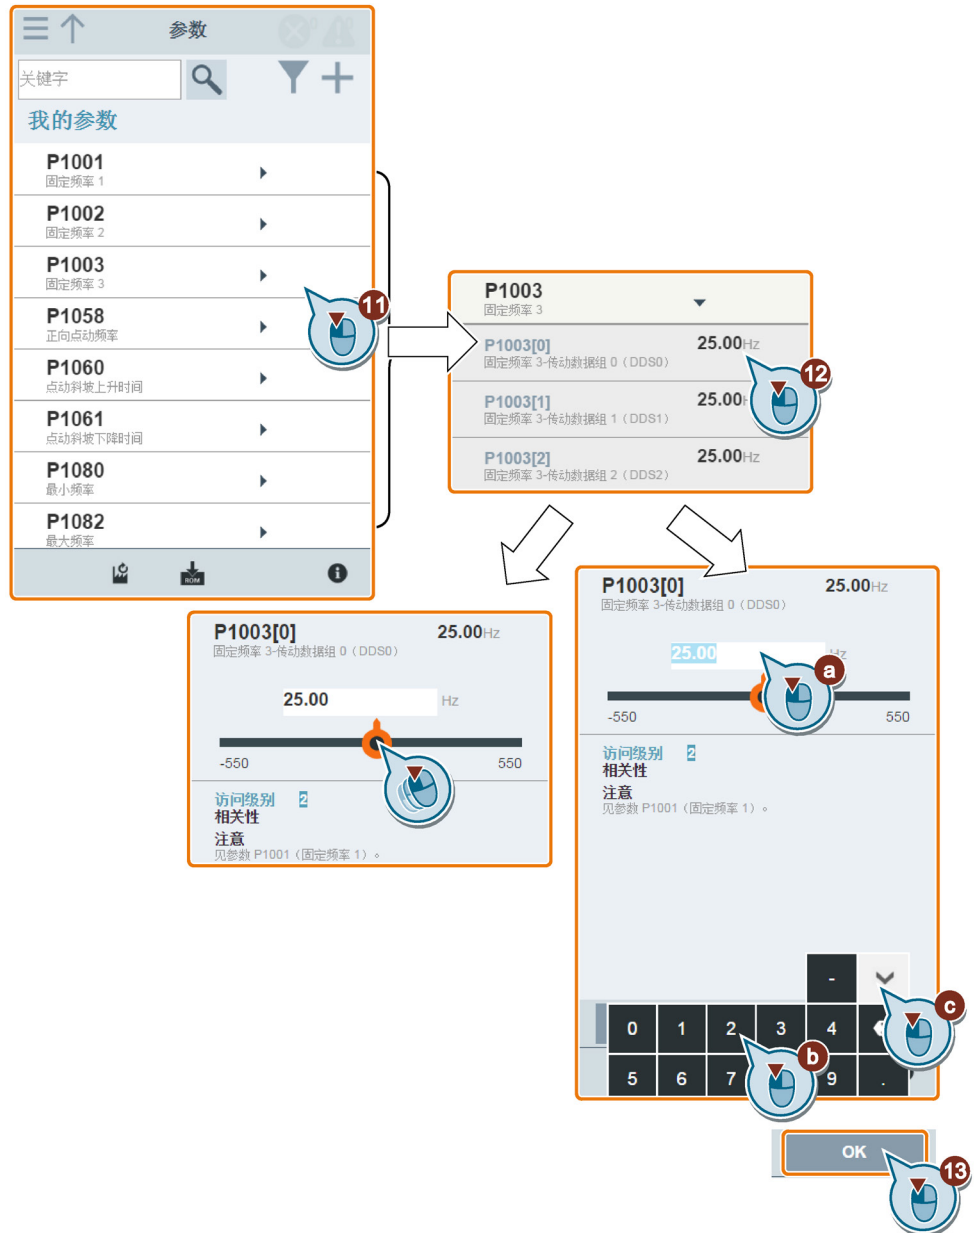 参数
关键字
我的参数
P1001
固定频率 1
P1002
固定频率 2
P1003
固定频率 3
P1058
正向点动频率
P1060
点动斜坡上升时间
P1061
点动斜坡下降时间
P1080
最小频率
P1082
最大频率
ROM
11
P1003
固定频率 3
P1003[0] 25.00Hz
固定频率 3-传动数据组 0（DDS0）
12
P1003[1] 25.00
固定频率 3-传动数据组 1（DDS1）
P1003[2] 25.00Hz
固定频率 3-传动数据组 2（DDS2）
P1003[0] 25.00Hz
固定频率 3-传动数据组 0（DDS0）
25.00 Hz
-550 550
访问级别 2
相关性
注意
见参数 P1001（固定频率 1）。
P1003[0] 25.00Hz
固定频率 3-传动数据组 0（DDS0）
25.00 Hz
a
-550 550
访问级别 2
相关性
注意
见参数 P1001（固定频率 1）。
-
c
0 1 2 3 4
b
5 6 7 9 .
OK
13